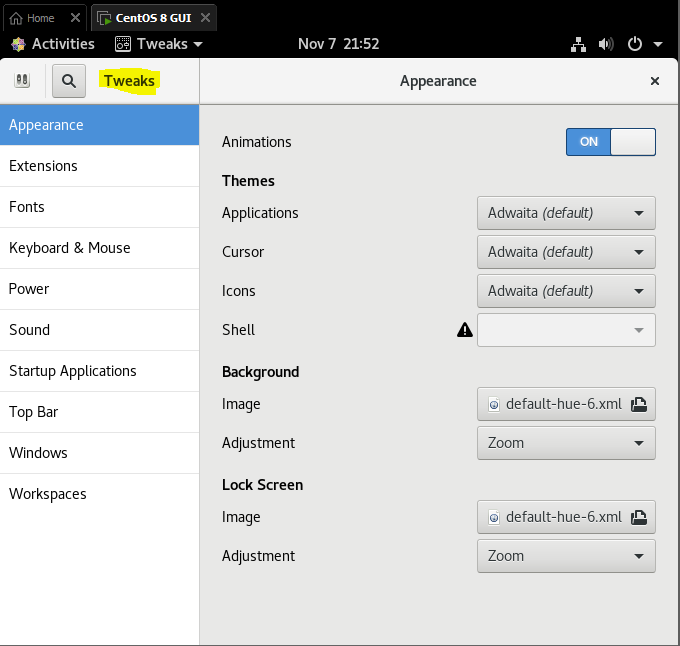 Home
CentOS 8 GUI
Activities Tweaks Nov 7 21:52
Tweaks
Appearance
Appearance
Extensions
Fonts
Keyboard & Mouse
Power
Sound
Startup Applications
Top Bar
Windows
Workspaces
Animations ON
Themes
Applications Adwaita (default)
Cursor Adwaita (default)
Icons Adwaita (default)
Shell
Background
Image default-hue-6.xml
Adjustment Zoom
Lock Screen
Image default-hue-6.xml
Adjustment Zoom